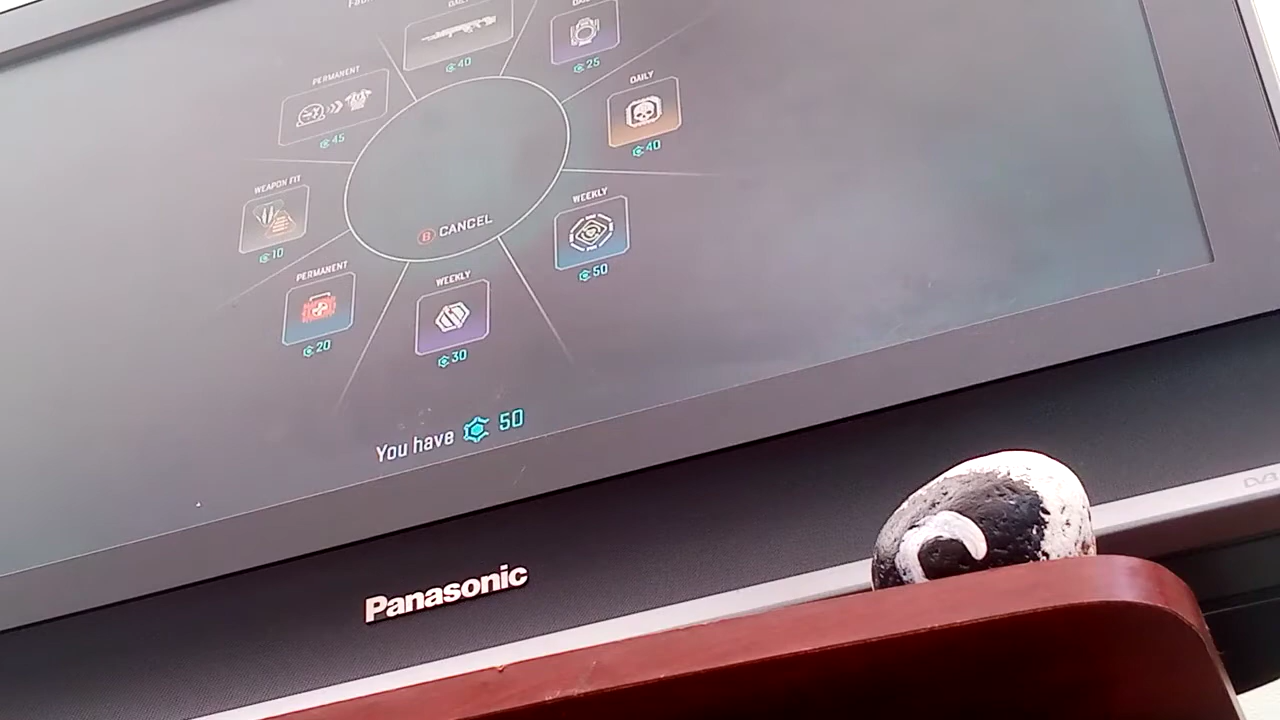 DAILY
40
25
PERMANENT
45
DAILY
40
WEAPON FIT
10
WEEKLY
50
B CANCEL
PERMANENT
20
WEEKLY
30
You have 50
Panasonic
DVB